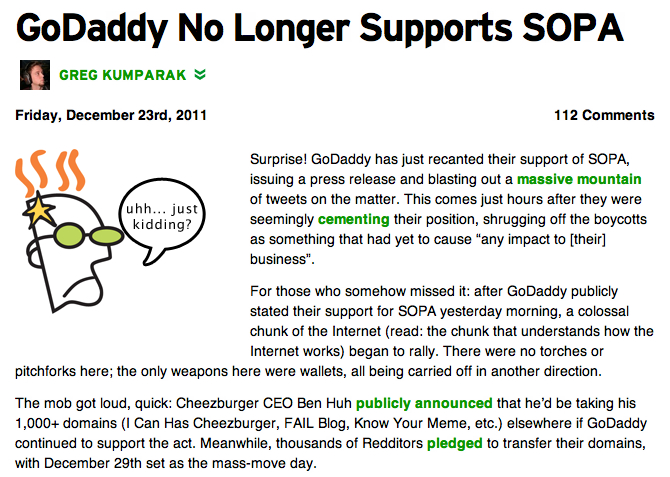 GoDaddy No Longer Supports SOPA
GREG KUMPARAK
Friday, December 23rd, 2011
112 Comments
uhh... just
kidding?
Surprise! GoDaddy has just recanted their support of SOPA,
issuing a press release and blasting out a massive mountain
of tweets on the matter. This comes just hours after they were
seemingly cementing their position, shrugging off the boycotts
as something that had yet to cause “any impact to [their]
business”.
For those who somehow missed it: after GoDaddy publicly
stated their support for SOPA yesterday morning, a colossal
chunk of the Internet (read: the chunk that understands how the
Internet works) began to rally. There were no torches or
pitchforks here; the only weapons here were wallets, all being carried off in another direction.
The mob got loud, quick: Cheezburger CEO Ben Huh publicly announced that he’d be taking his
1,000+ domains (I Can Has Cheezburger, FAIL Blog, Know Your Meme, etc.) elsewhere if GoDaddy
continued to support the act. Meanwhile, thousands of Redditors pledged to transfer their domains,
with December 29th set as the mass-move day.